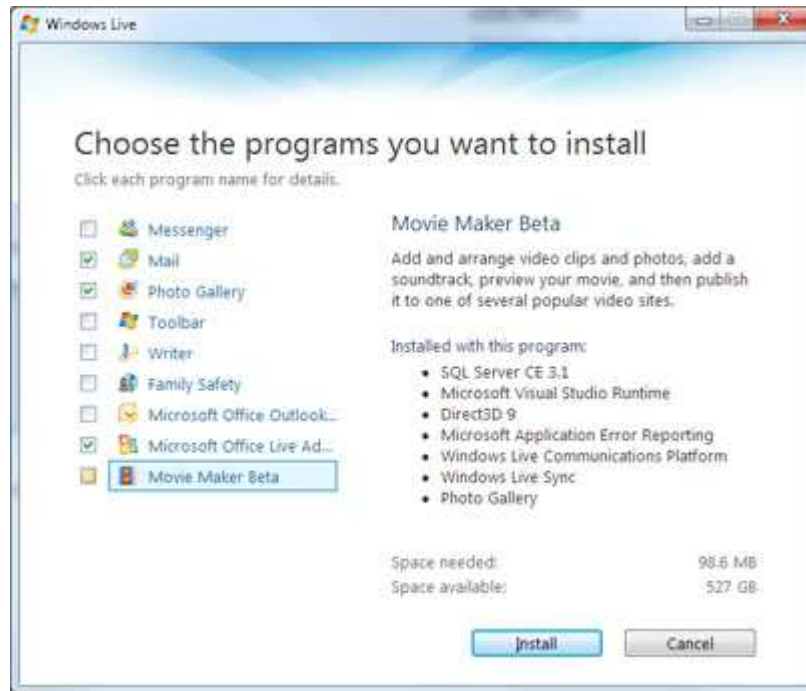 Windows Live
Choose the programs you want to install
Click each program name for details.
Messenger
Mail
Photo Gallery
Toolbar
Writer
Family Safety
Microsoft Office Outlook...
Microsoft Office Live Ad...
Movie Maker Beta
Movie Maker Beta
Add and arrange video clips and photos, add a
soundtrack, preview your movie, and then publish
it to one of several popular video sites.
Installed with this program:
SQL Server CE 3.1
Microsoft Visual Studio Runtime
Direct3D 9
Microsoft Application Error Reporting
Windows Live Communications Platform
Windows Live Sync
Photo Gallery
Space needed: 98.6 MB
Space available: 527 GB
Install Cancel